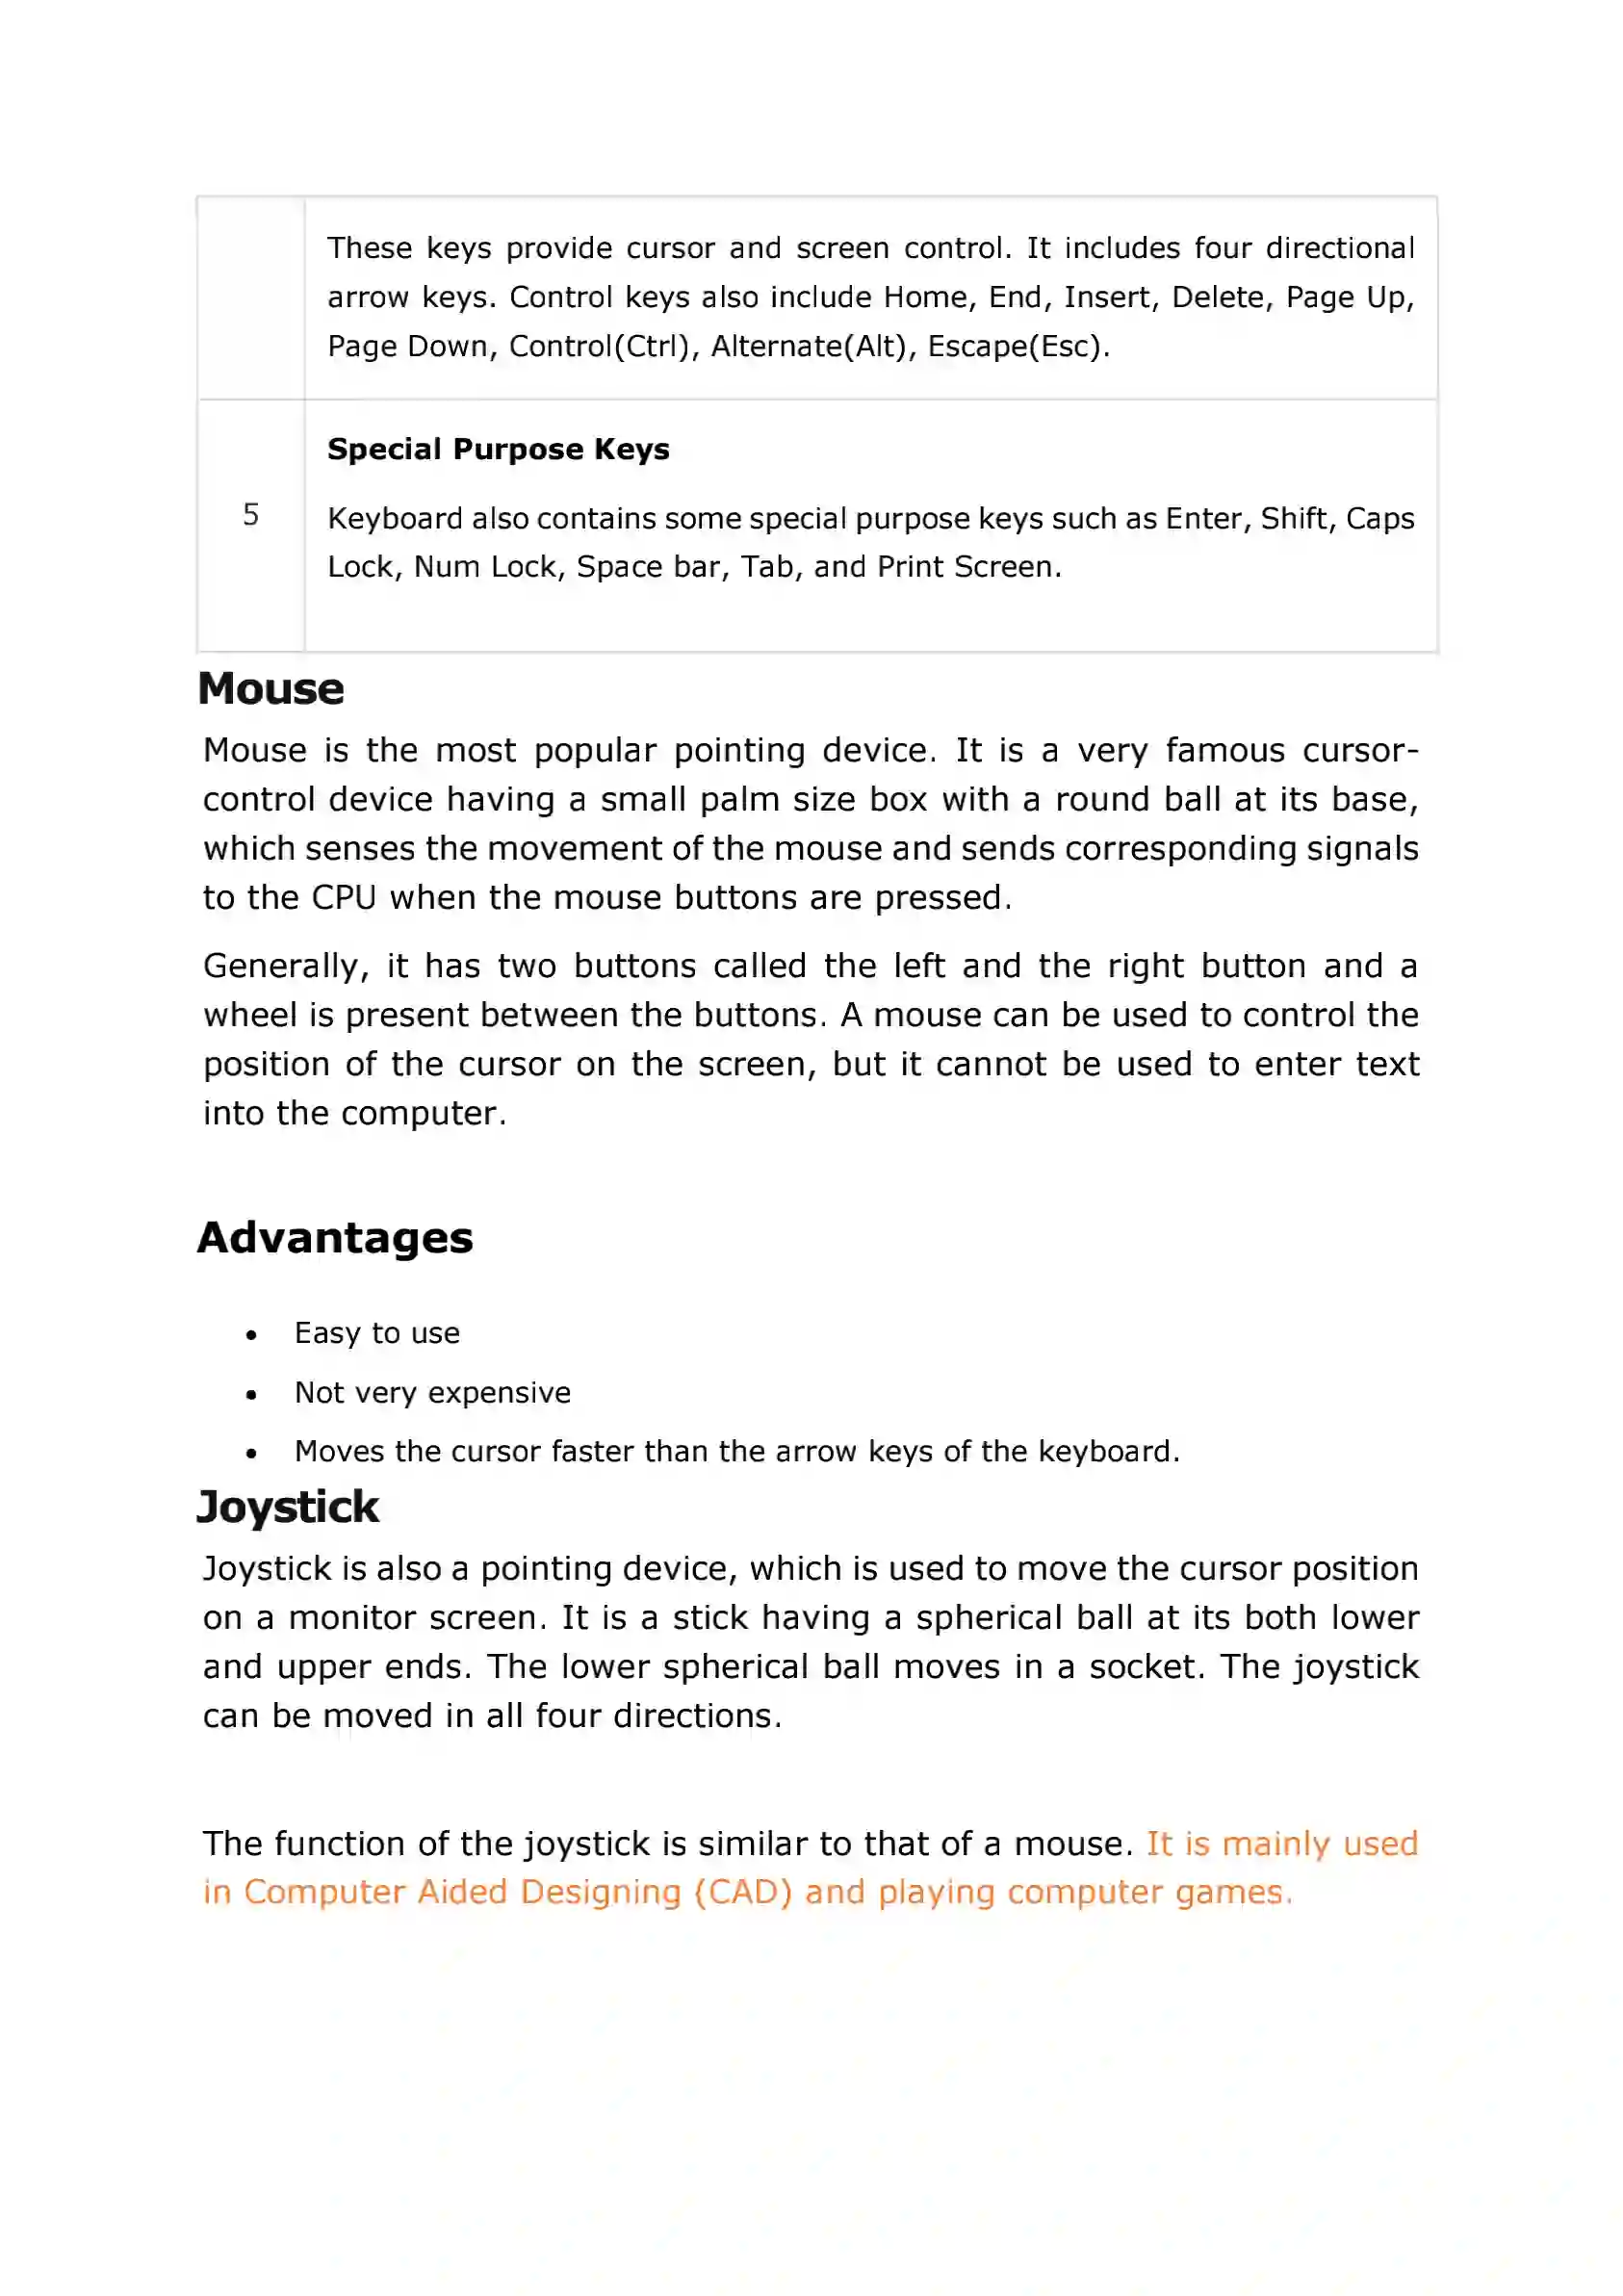 These keys provide cursor and screen control. It includes four directional
arrow keys. Control keys also include Home, End, Insert, Delete, Page Up,
Page Down, Control(Ctrl), Alternate(Alt), Escape(Esc).
Special Purpose Keys
5
Keyboard also contains some special purpose keys such as Enter, Shift, Caps
Lock, Num Lock, Space bar, Tab, and Print Screen.
Mouse
Mouse is the most popular pointing device. It is a very famous cursor-
control device having a small palm size box with a round ball at its base,
which senses the movement of the mouse and sends corresponding signals
to the CPU when the mouse buttons are pressed.
Generally, it has two buttons called the left and the right button and a
wheel is present between the buttons. A mouse can be used to control the
position of the cursor on the screen, but it cannot be used to enter text
into the computer.
Advantages
• Easy to use
• Not very expensive
• Moves the cursor faster than the arrow keys of the keyboard.
Joystick
Joystick is also a pointing device, which is used to move the cursor position
on a monitor screen. It is a stick having a spherical ball at its both lower
and upper ends. The lower spherical ball moves in a socket. The joystick
can be moved in all four directions.
The function of the joystick is similar to that of a mouse. It is mainly used
in Computer Aided Designing (CAD) and playing computer games.